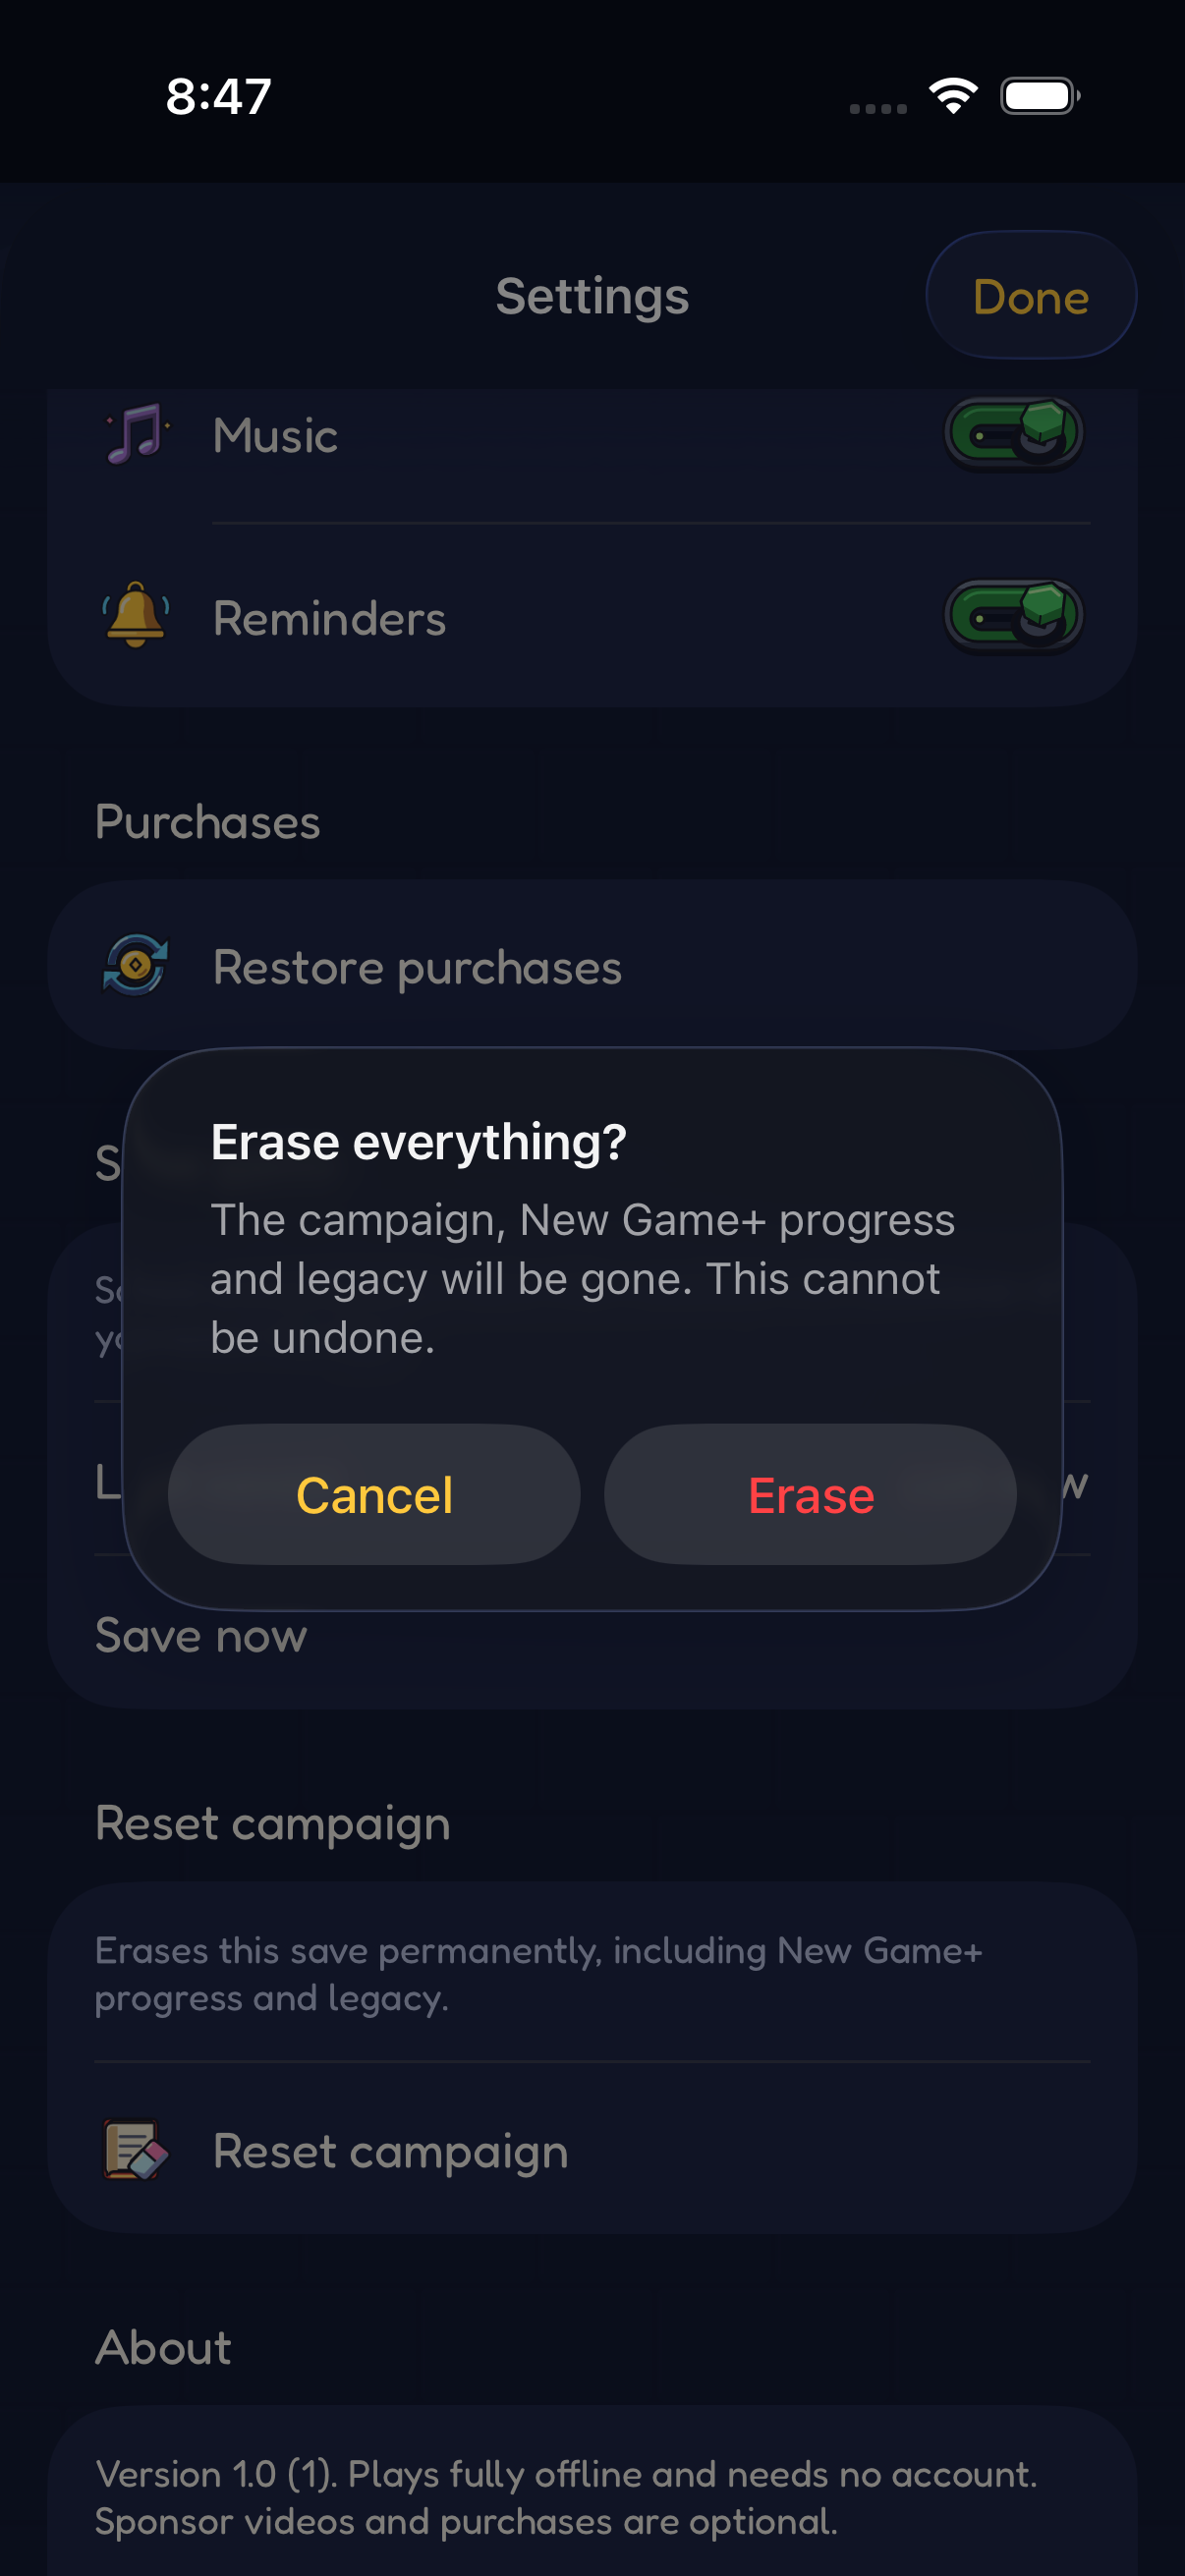 8:47
Settings
Done
Music
Reminders
Purchases
Restore purchases
Erase everything?
The campaign, New Game+ progress
and legacy will be gone. This cannot
be undone.
Cancel
Erase
Save now
Reset campaign
Erases this save permanently, including New Game+
progress and legacy.
Reset campaign
About
Version 1.0 (1). Plays fully offline and needs no account.
Sponsor videos and purchases are optional.